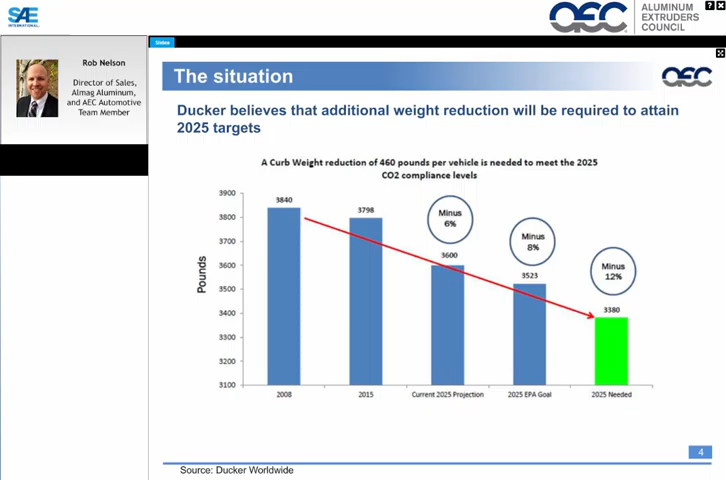 SAE
INTERNATIONAL
AEC
ALUMINUM
EXTRUDERS
COUNCIL
Rob Nelson
Director of Sales,
Almag Aluminum,
and AEC Automotive
Team Member
Slides
The situation
AEC
Ducker believes that additional weight reduction will be required to attain
2025 targets
A Curb Weight reduction of 460 pounds per vehicle is needed to meet the 2025
CO2 compliance levels
Pounds
3900
3800
3700
3600
3500
3400
3300
3200
3100
3840
3798
Minus
6%
3600
Minus
8%
3523
Minus
12%
3380
2008
2015
Current 2025 Projection
2025 EPA Goal
2025 Needed
4
Source: Ducker Worldwide